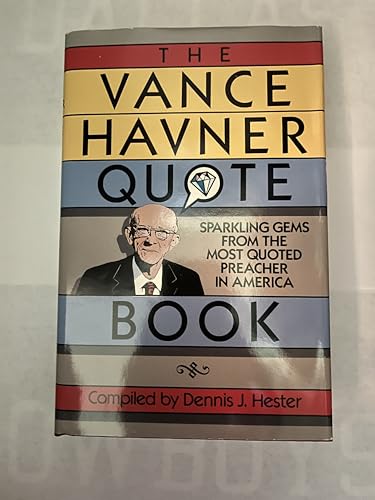 THE
VANCE
HAVNER
QUOTE
SPARKLING GEMS
FROM THE
MOST QUOTED
PREACHER
IN AMERICA
BOOK
Compiled by Dennis J. Hester